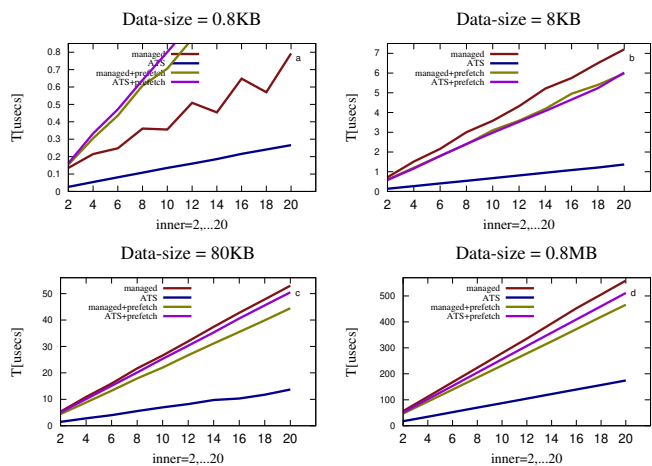 Data-size = 0.8KB
a
managed
ATS
managed+prefetch
ATS+prefetch
T[usecs]
0.8
0.7
0.6
0.5
0.4
0.3
0.2
0.1
0
2 4 6 8 10 12 14 16 18 20
inner=2,...20
Data-size = 8KB
b
managed
ATS
managed+prefetch
ATS+prefetch
T[usecs]
7
6
5
4
3
2
1
0
2 4 6 8 10 12 14 16 18 20
inner=2,...20
Data-size = 80KB
c
managed
ATS
managed+prefetch
ATS+prefetch
T[usecs]
50
40
30
20
10
0
2 4 6 8 10 12 14 16 18 20
inner=2,...20
Data-size = 0.8MB
d
managed
ATS
managed+prefetch
ATS+prefetch
T[usecs]
500
400
300
200
100
0
2 4 6 8 10 12 14 16 18 20
inner=2,...20